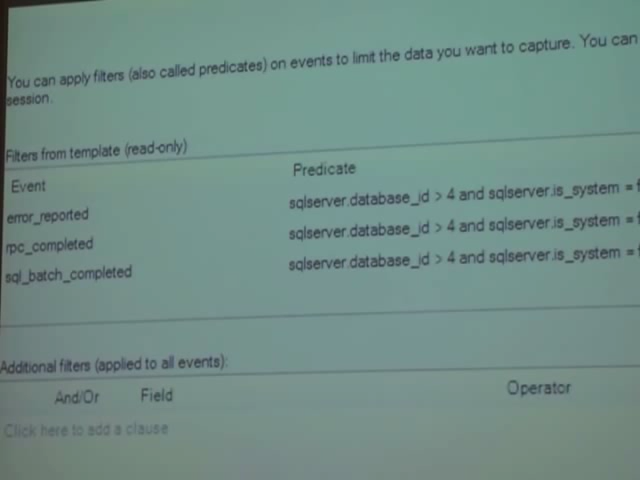 You can apply filters (also called predicates) on events to limit the data you want to capture. You can
session.
Filters from template (read-only)
Event Predicate
error_reported sqlserver.database_id > 4 and sqlserver.is_system = f
rpc_completed sqlserver.database_id > 4 and sqlserver.is_system = f
sql_batch_completed sqlserver.database_id > 4 and sqlserver.is_system = f
Additional filters (applied to all events):
And/Or Field Operator
Click here to add a clause